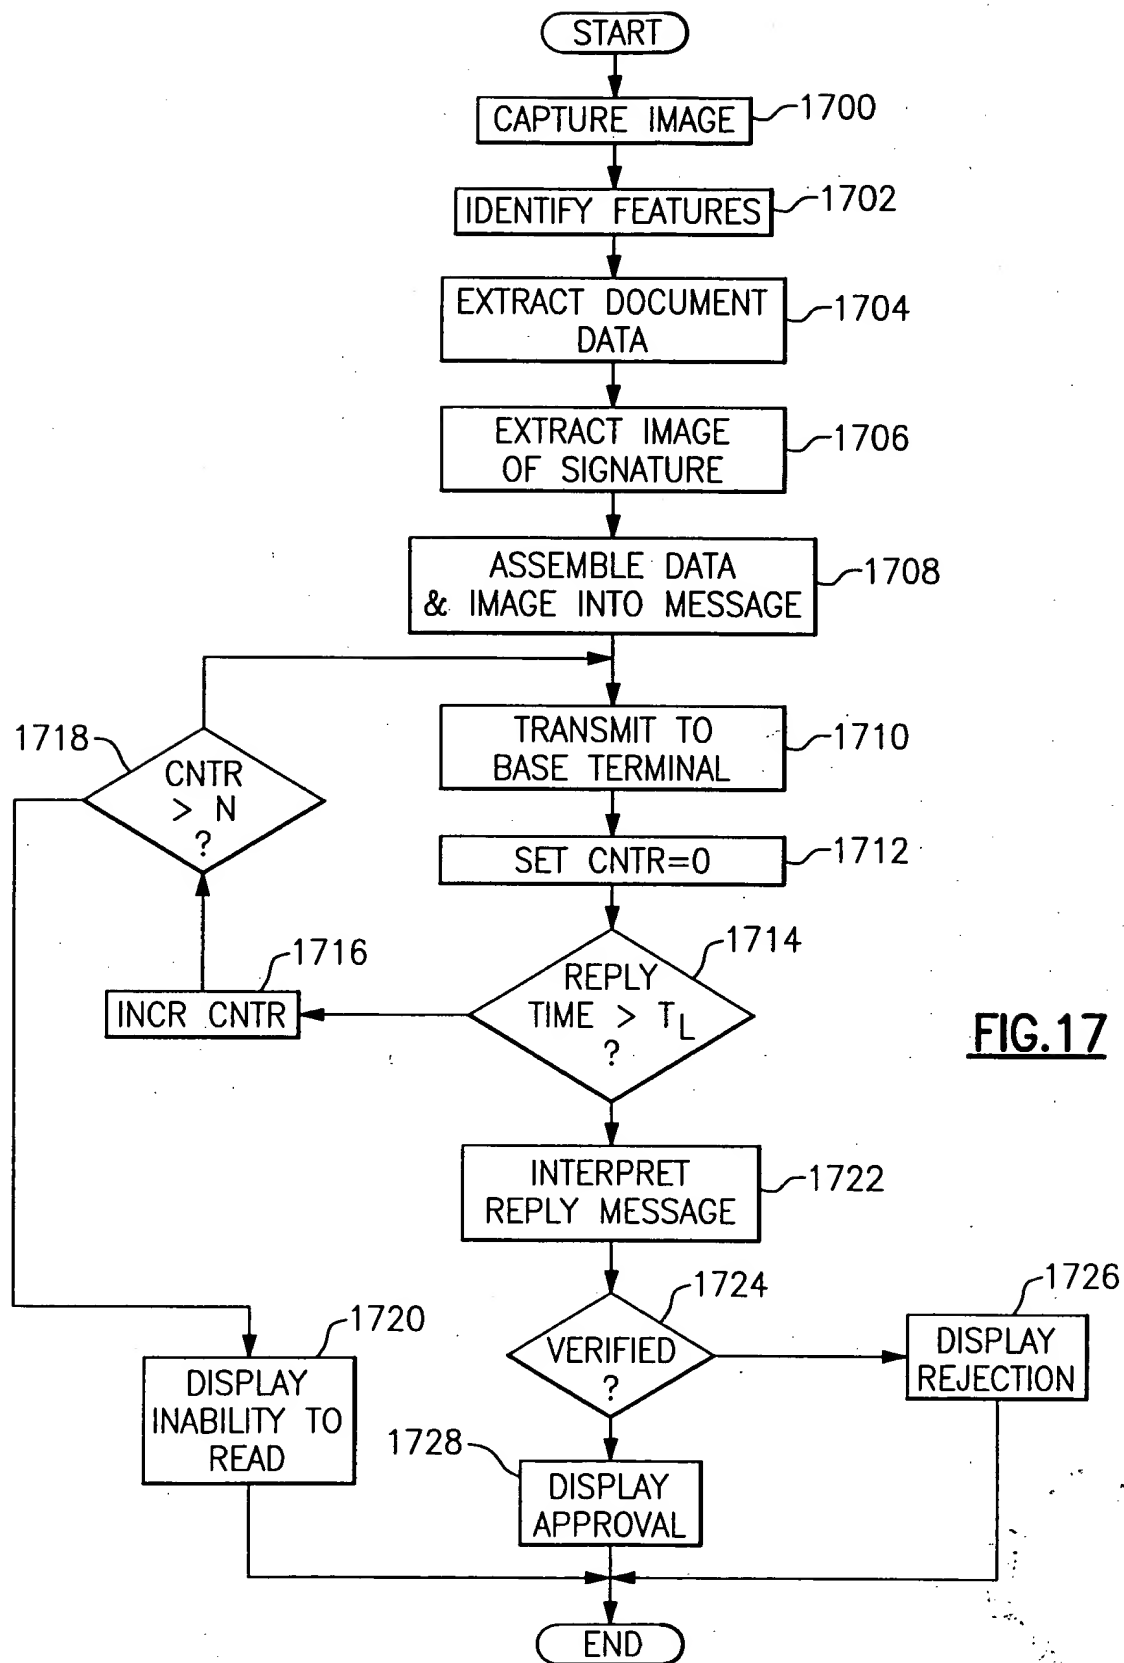 START
CAPTURE IMAGE
1700
IDENTIFY FEATURES
1702
EXTRACT DOCUMENT
DATA
1704
EXTRACT IMAGE
OF SIGNATURE
1706
ASSEMBLE DATA
& IMAGE INTO MESSAGE
1708
TRANSMIT TO
BASE TERMINAL
1710
1718
CNTR
> N
?
SET CNTR=0
1712
REPLY
TIME > TL
?
1714
1716
INCR CNTR
FIG.17
INTERPRET
REPLY MESSAGE
1722
VERIFIED
?
1724
DISPLAY
REJECTION
1726
1720
DISPLAY
INABILITY TO
READ
1728
DISPLAY
APPROVAL
END